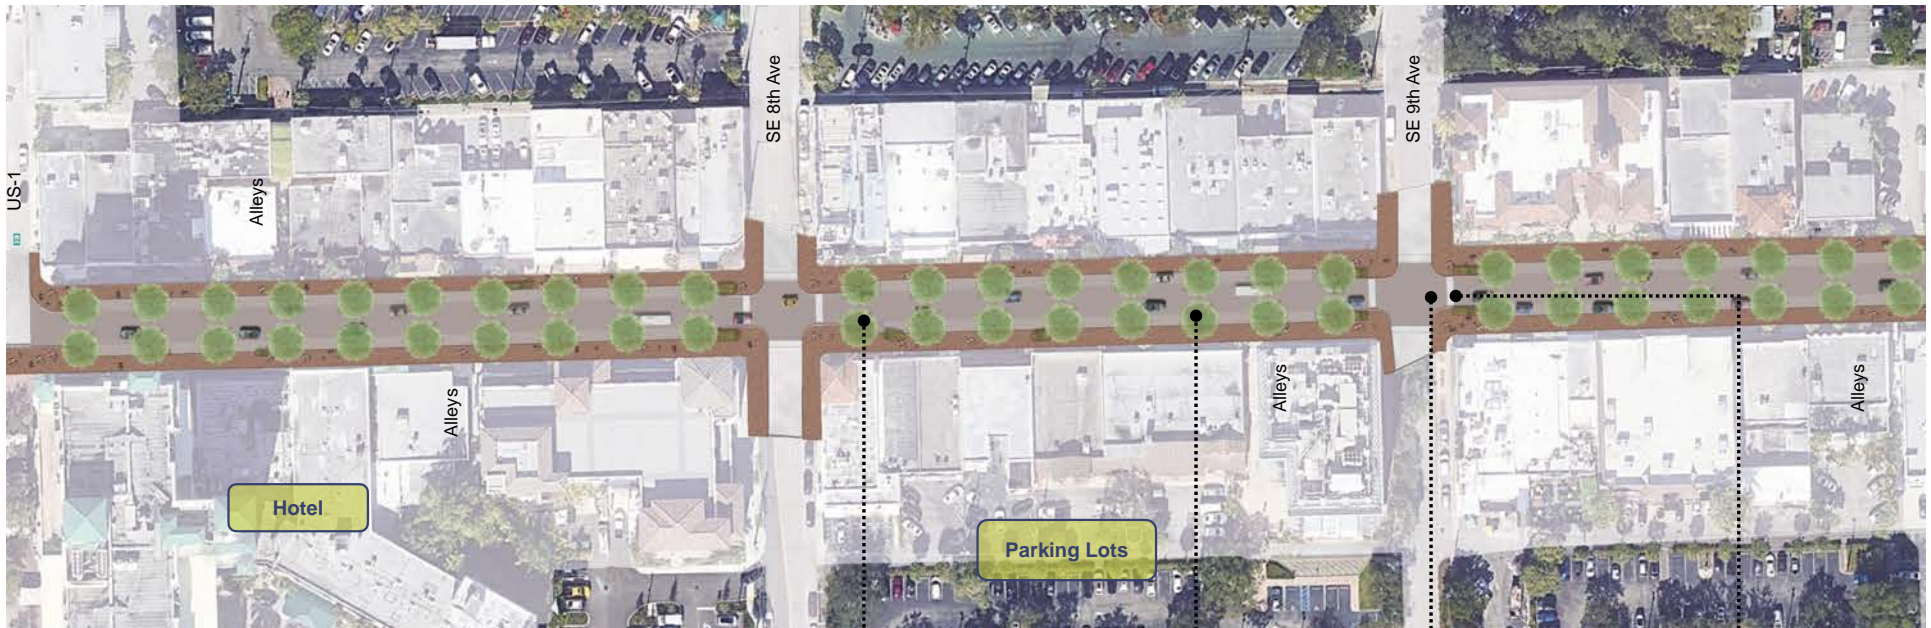 US-1
Alleys
SE 8th Ave
SE 9th Ave
Alleys
Alleys
Alleys
Hotel
Parking Lots